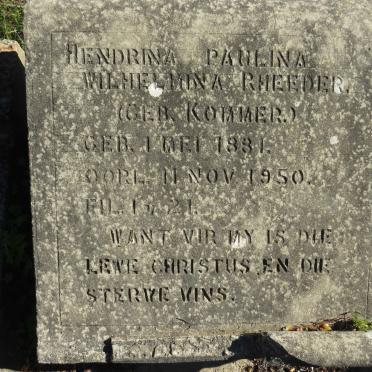 HENDRINA PAULINA
WILHELMINA RHEEDER.
(GEB. KOMMER.)
GEB. 1 MEI 1881.
OORL. 11 NOV 1950.
FIL. 1 V 21.
WANT VIR MY IS DIE
LEWE CHRISTUS, EN DIE
STERWE WINS.